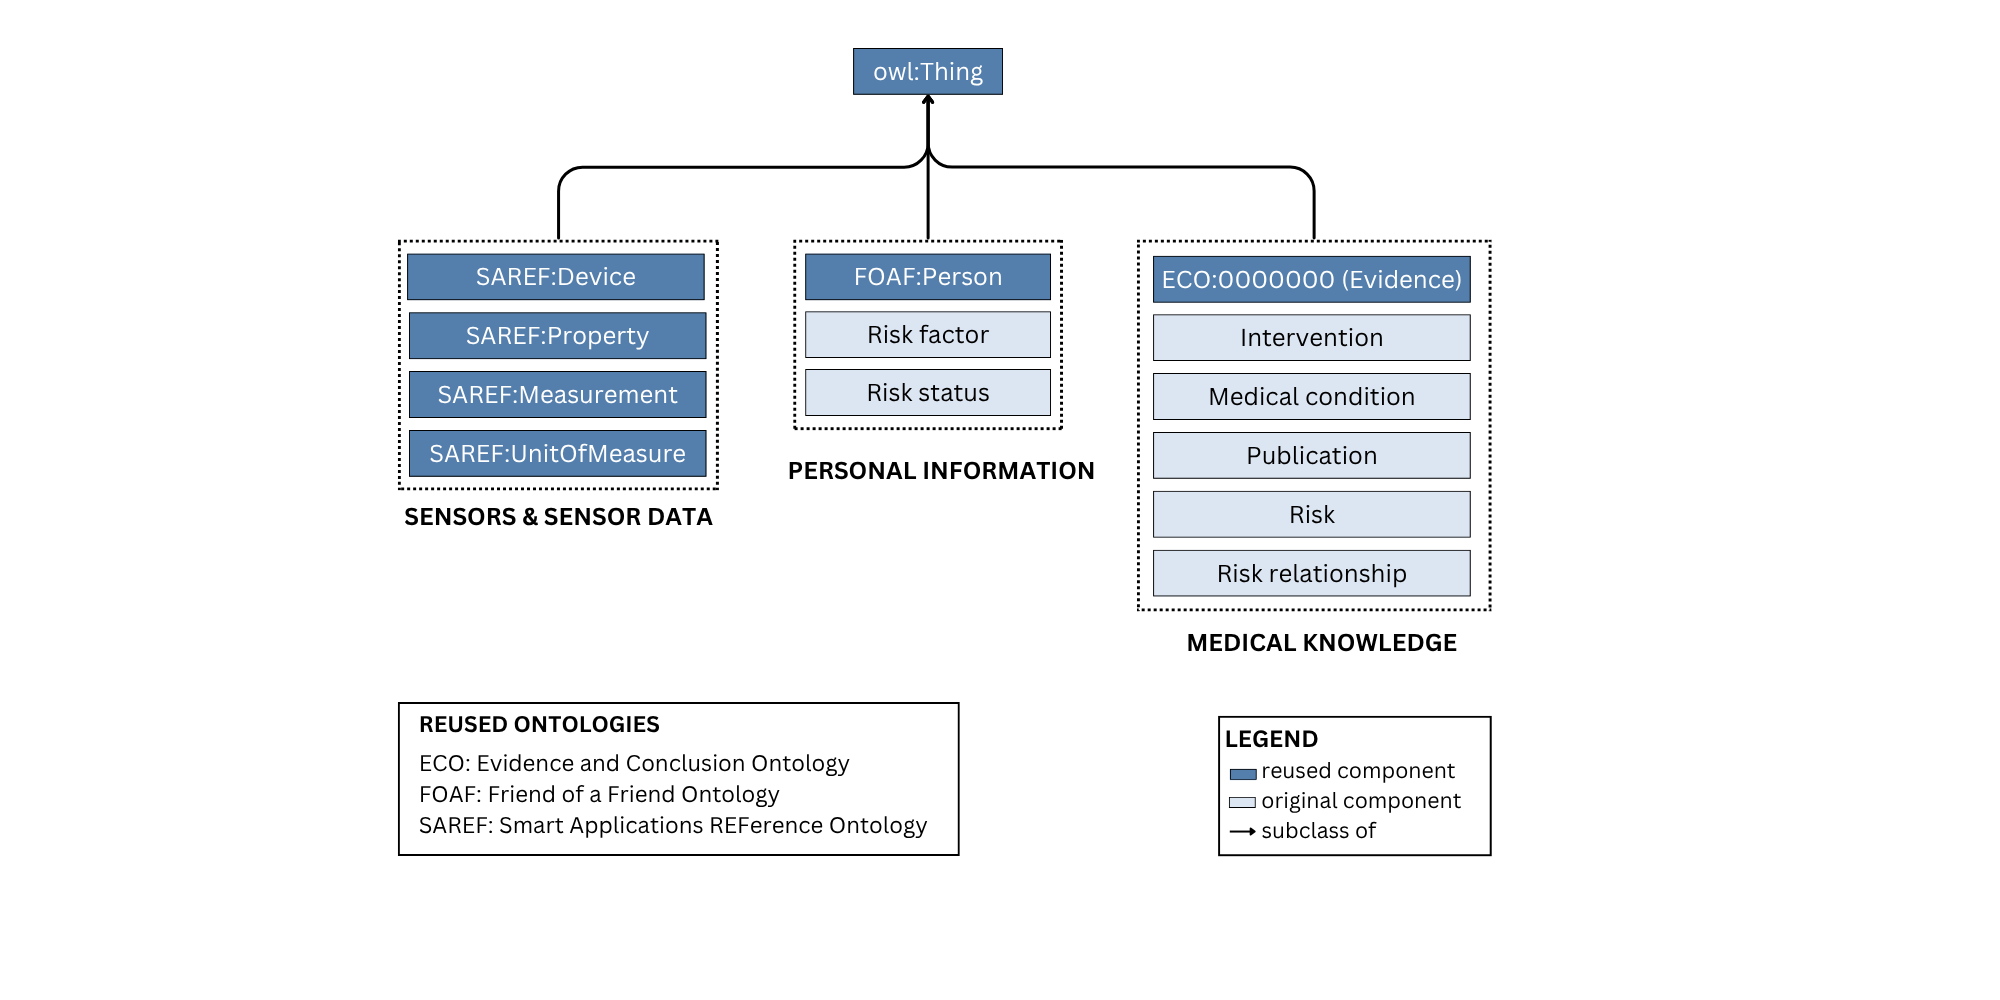 owl:Thing
SAREF:Device
SAREF:Property
SAREF:Measurement
SAREF:UnitOfMeasure
SENSORS & SENSOR DATA
FOAF:Person
Risk factor
Risk status
PERSONAL INFORMATION
ECO:0000000 (Evidence)
Intervention
Medical condition
Publication
Risk
Risk relationship
MEDICAL KNOWLEDGE
REUSED ONTOLOGIES
ECO: Evidence and Conclusion Ontology
FOAF: Friend of a Friend Ontology
SAREF: Smart Applications REFerence Ontology
LEGEND
reused component
original component
subclass of